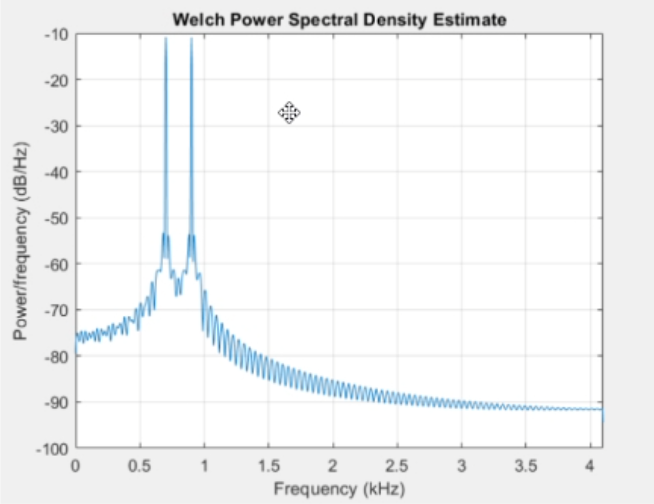 Welch Power Spectral Density Estimate
-10
-20
-30
-40
-50
-60
-70
-80
-90
-100
Power/frequency (dB/Hz)
0 0.5 1 1.5 2 2.5 3 3.5 4
Frequency (kHz)